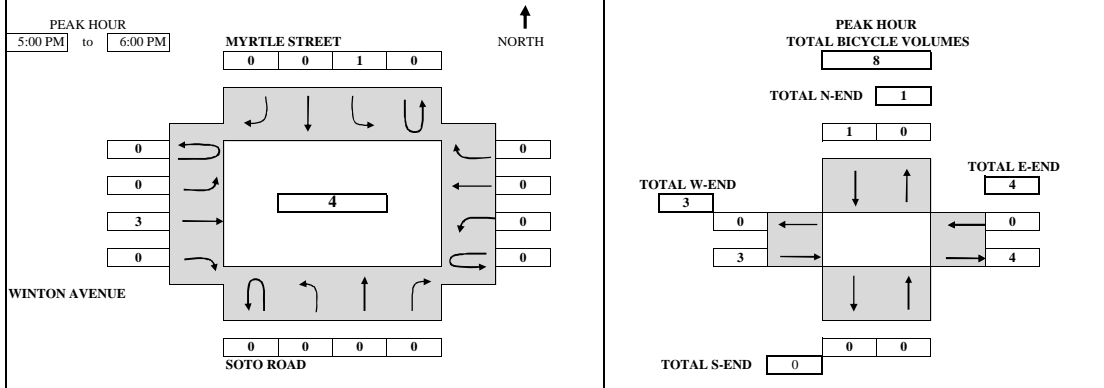 PEAK HOUR
5:00 PM to 6:00 PM
MYRTLE STREET
NORTH
0 0 1 0
0 0
0 0
4
3 0
0 0
WINTON AVENUE
0 0 0 0
SOTO ROAD
PEAK HOUR
TOTAL BICYCLE VOLUMES
8
TOTAL N-END 1
1 0
TOTAL E-END
4
TOTAL W-END
3
0 0
3 4
0 0
TOTAL S-END 0